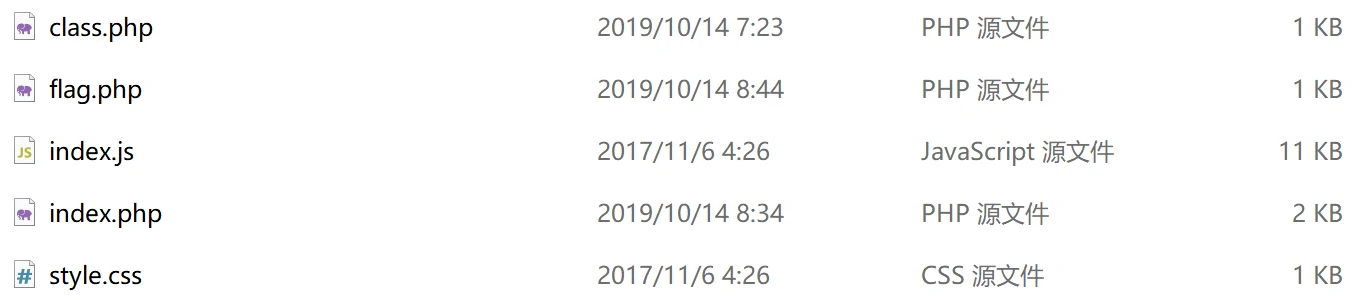 class.php 2019/10/14 7:23 PHP 源文件 1 KB
flag.php 2019/10/14 8:44 PHP 源文件 1 KB
JS index.js 2017/11/6 4:26 JavaScript 源文件 11 KB
index.php 2019/10/14 8:34 PHP 源文件 2 KB
# style.css 2017/11/6 4:26 CSS 源文件 1 KB